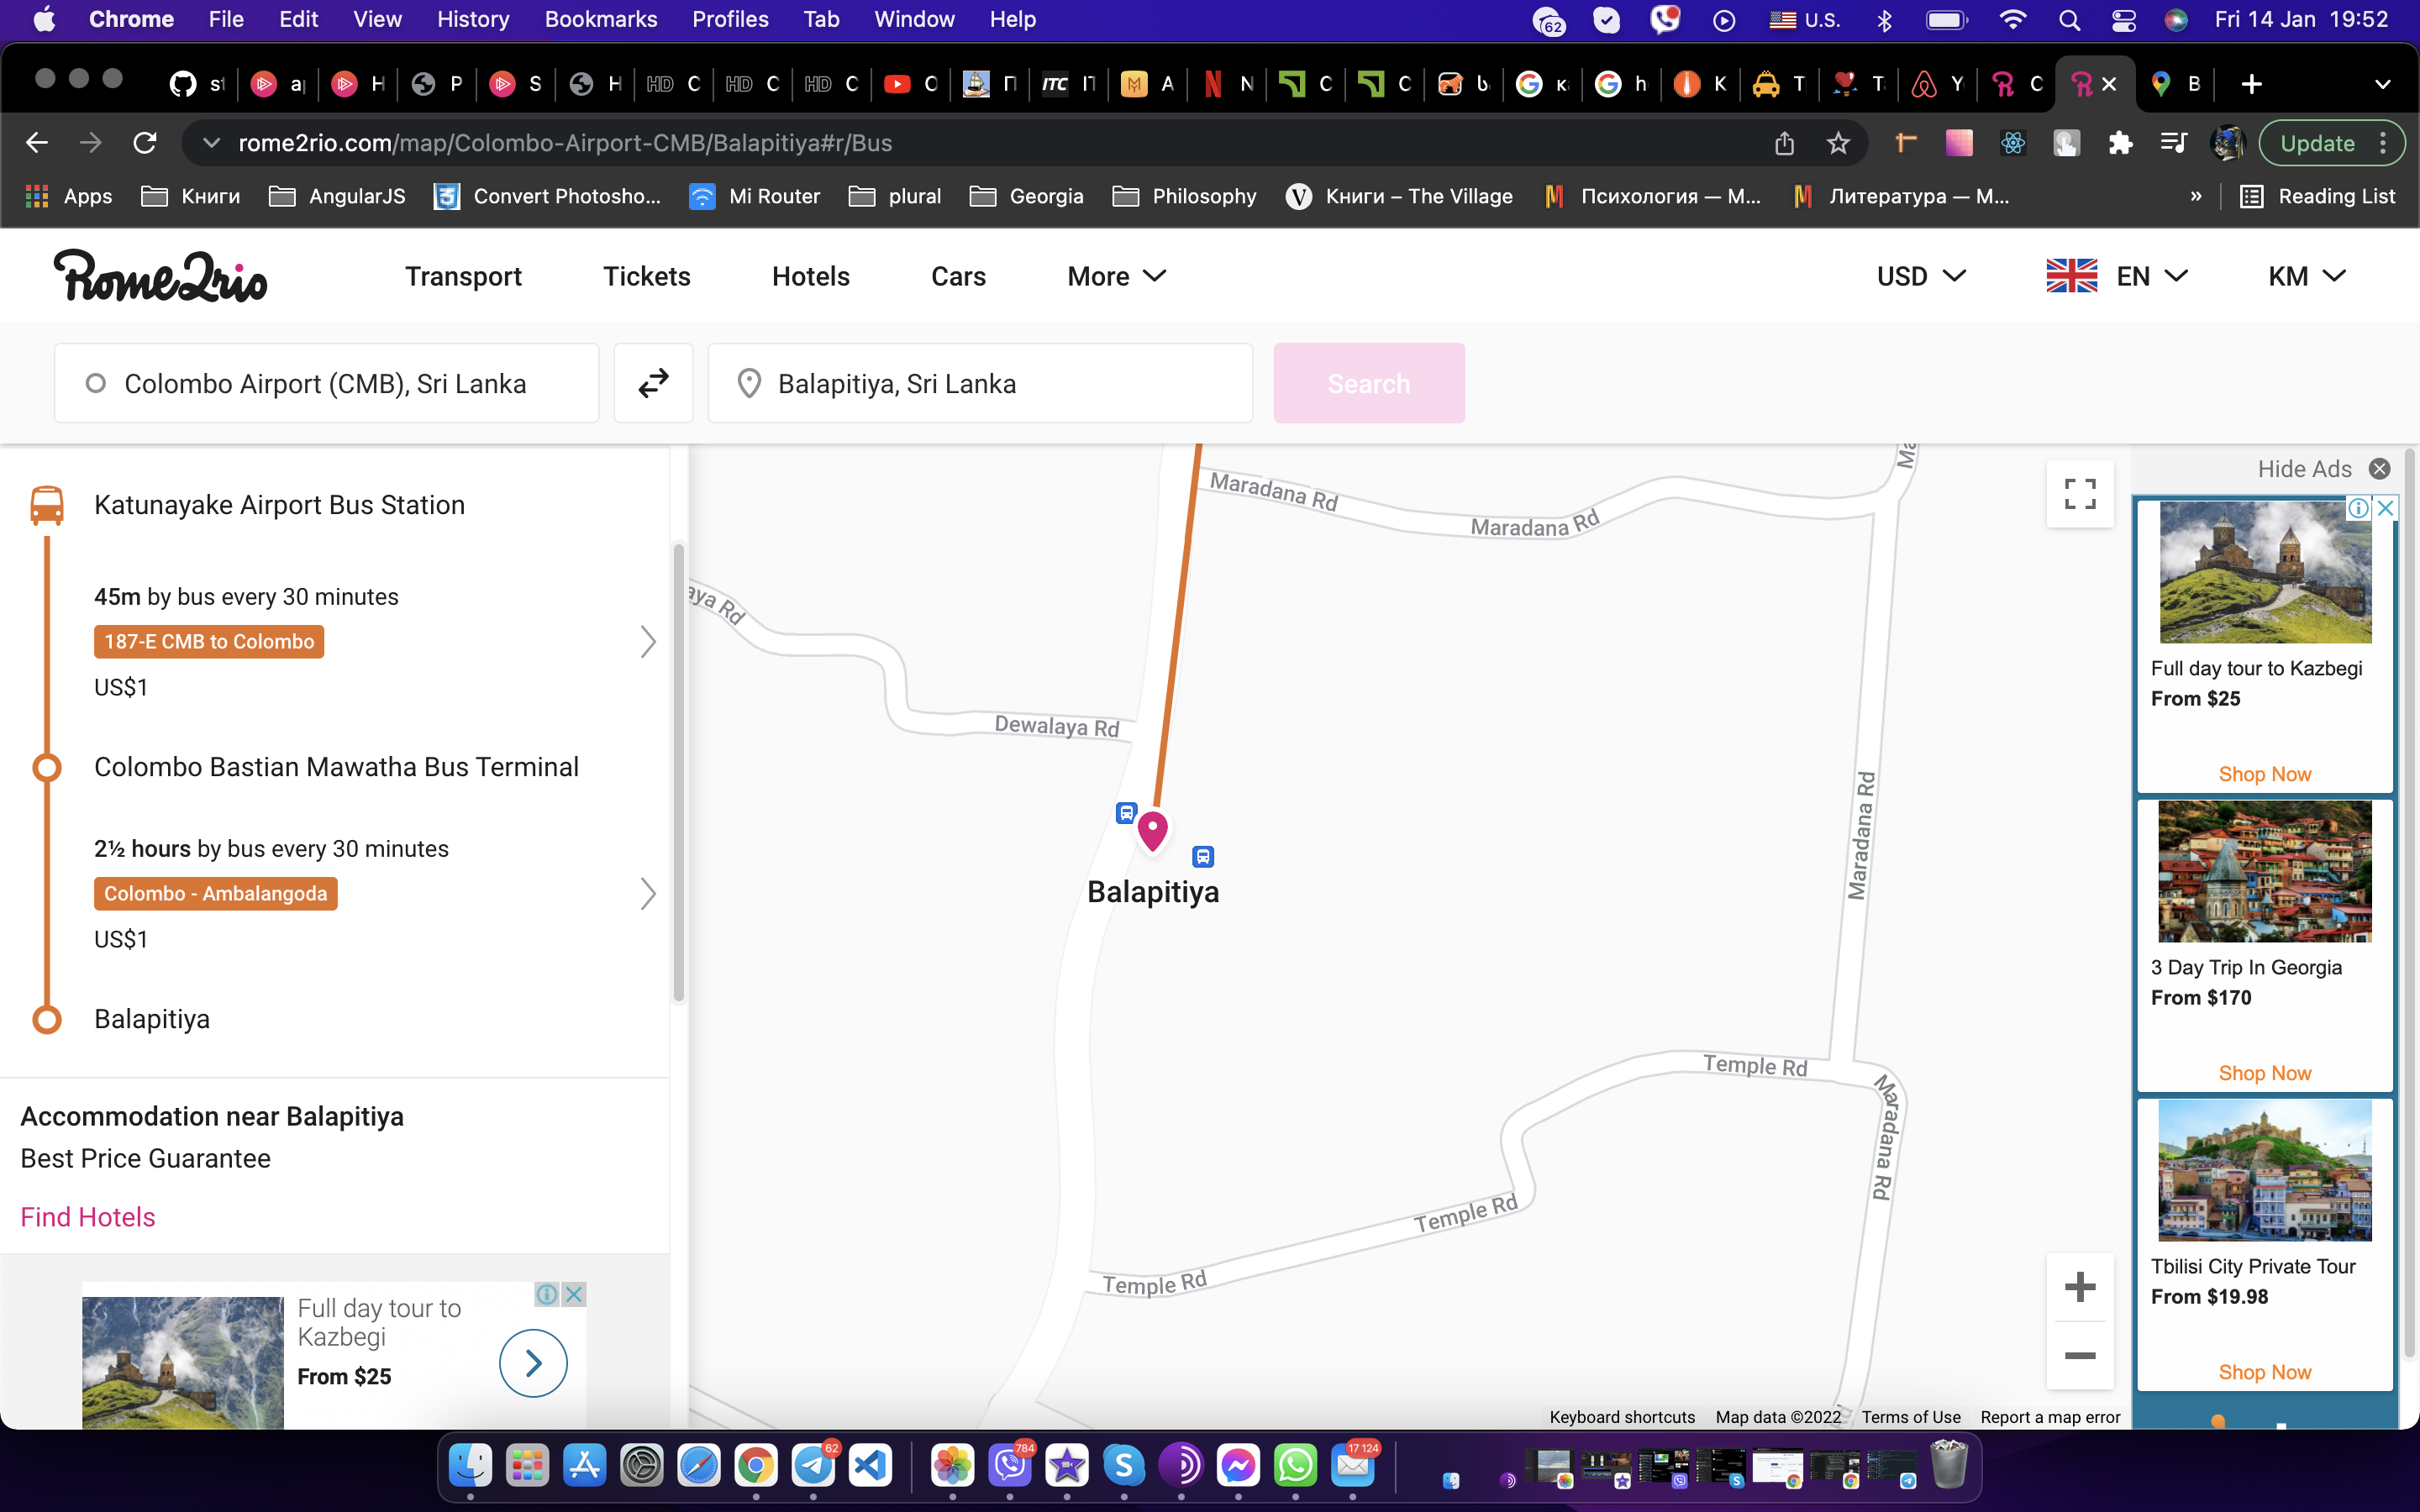 Chrome File Edit View History Bookmarks Profiles Tab Window Help
62 U.S. Fri 14 Jan 19:52
st a H P S H HD C HD C HD C C П ITC IT A N C C b к h K T T Y C B
rome2rio.com/map/Colombo-Airport-CMB/Balapitiya#r/Bus
Update
Apps Книги AngularJS Convert Photosho... Mi Router plural Georgia Philosophy Книги – The Village Психология — М... Литература — М... » Reading List
Rome2rio Transport Tickets Hotels Cars More USD EN KM
Colombo Airport (CMB), Sri Lanka Balapitiya, Sri Lanka Search
Katunayake Airport Bus Station
45m by bus every 30 minutes
187-E CMB to Colombo
US$1
Colombo Bastian Mawatha Bus Terminal
2½ hours by bus every 30 minutes
Colombo - Ambalangoda
US$1
Balapitiya
Accommodation near Balapitiya
Best Price Guarantee
Find Hotels
Full day tour to
Kazbegi
From $25
Maradana Rd
Maradana Rd
Ma
aya Rd
Dewalaya Rd
Maradana Rd
Balapitiya
Temple Rd
Maradana Rd
Temple Rd
Temple Rd
Keyboard shortcuts Map data ©2022 Terms of Use Report a map error
Hide Ads
Full day tour to Kazbegi
From $25
Shop Now
3 Day Trip In Georgia
From $170
Shop Now
Tbilisi City Private Tour
From $19.98
Shop Now
62 784 17 124